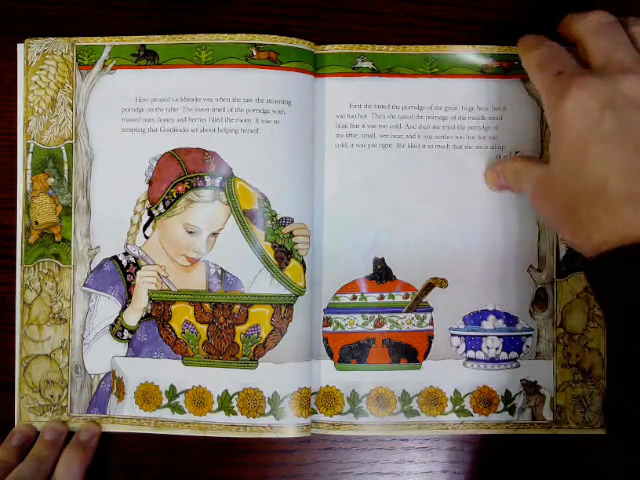 How pleased Goldilocks was when she saw the steaming
porridge on the table! The sweet smell of the porridge with
roasted nuts, honey, and berries filled the room. It was so
tempting that Goldilocks set about helping herself.
First she tasted the porridge of the great, huge bear, but it
was too hot. Then she tasted the porridge of the middle-sized
bear, but it was too cold. And then she tried the porridge of
the little, small, wee bear, and it was neither too hot nor too
cold; it was just right. She liked it so much that she ate it all up.